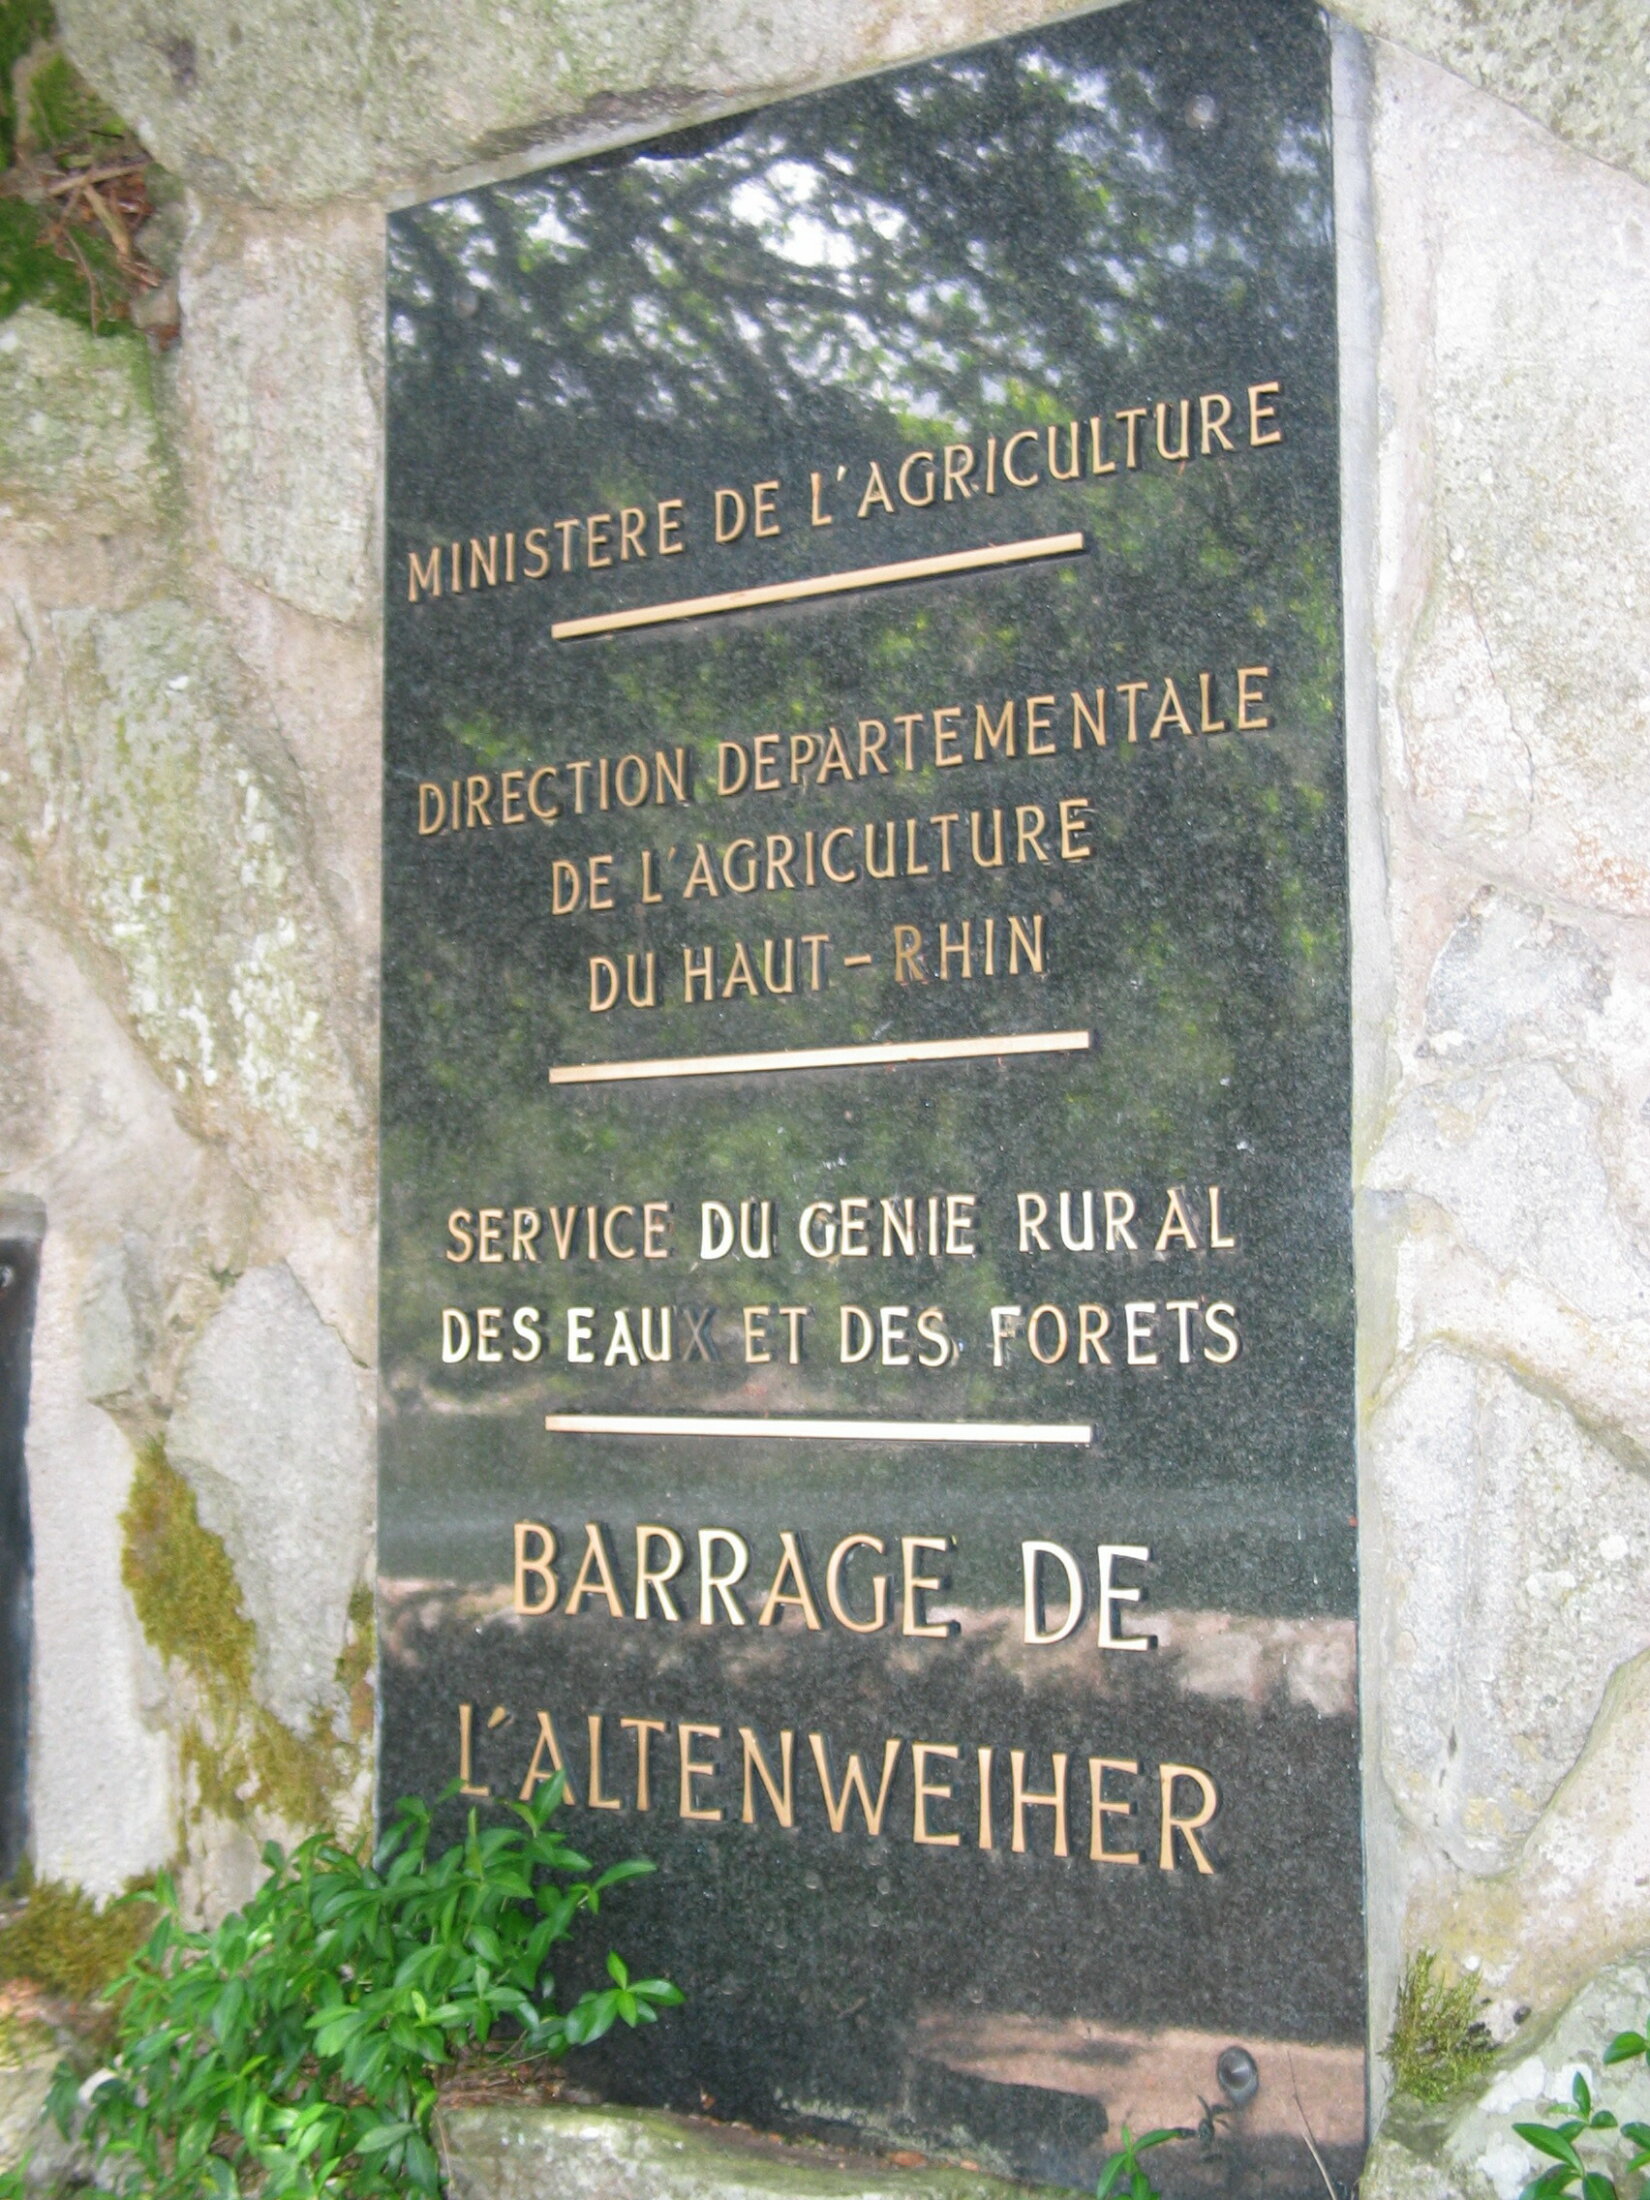 MINISTERE DE L'AGRICULTURE
DIRECTION DEPARTEMENTALE
DE L'AGRICULTURE
DU HAUT-RHIN
SERVICE DU GENIE RURAL
DES EAUX ET DES FORETS
BARRAGE DE
L'ALTENWEIHER